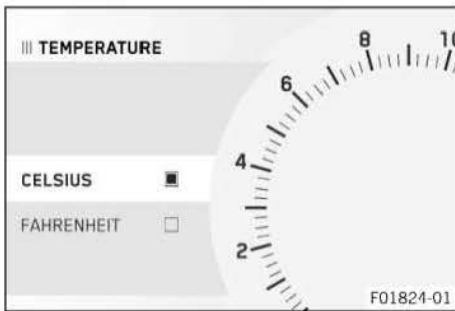 TEMPERATURE
8
10
6
CELSIUS
4
FAHRENHEIT
2
F01824-01